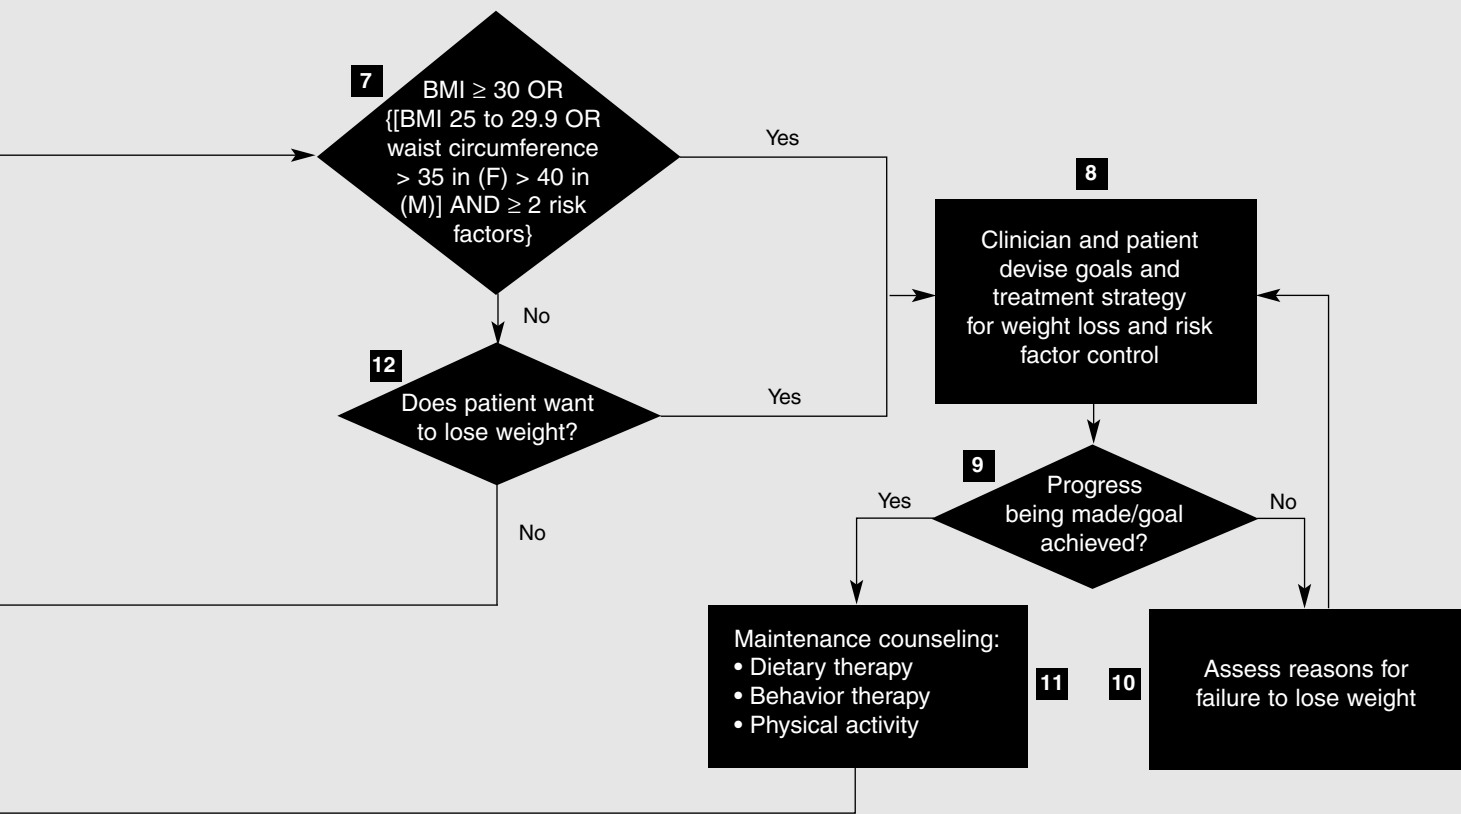 7
BMI ≥ 30 OR
{[BMI 25 to 29.9 OR
waist circumference
> 35 in (F) > 40 in
(M)] AND ≥ 2 risk
factors}
Yes
No
12
Does patient want
to lose weight?
Yes
No
8
Clinician and patient
devise goals and
treatment strategy
for weight loss and risk
factor control
9
Progress
being made/goal
achieved?
Yes
No
Maintenance counseling:
• Dietary therapy
• Behavior therapy
• Physical activity
11
10
Assess reasons for
failure to lose weight